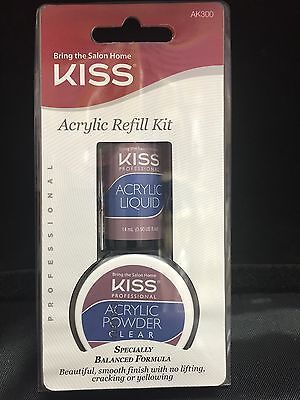 Bring the Salon Home
AK300
KISS
Acrylic Refill Kit
PROFESSIONAL
KISS
PROFESSIONAL
ACRYLIC
LIQUID
Bring the Salon Home
KISS
PROFESSIONAL
ACRYLIC
POWDER
CLEAR
SPECIALLY
BALANCED FORMULA
Beautiful, smooth finish with no lifting,
cracking or yellowing